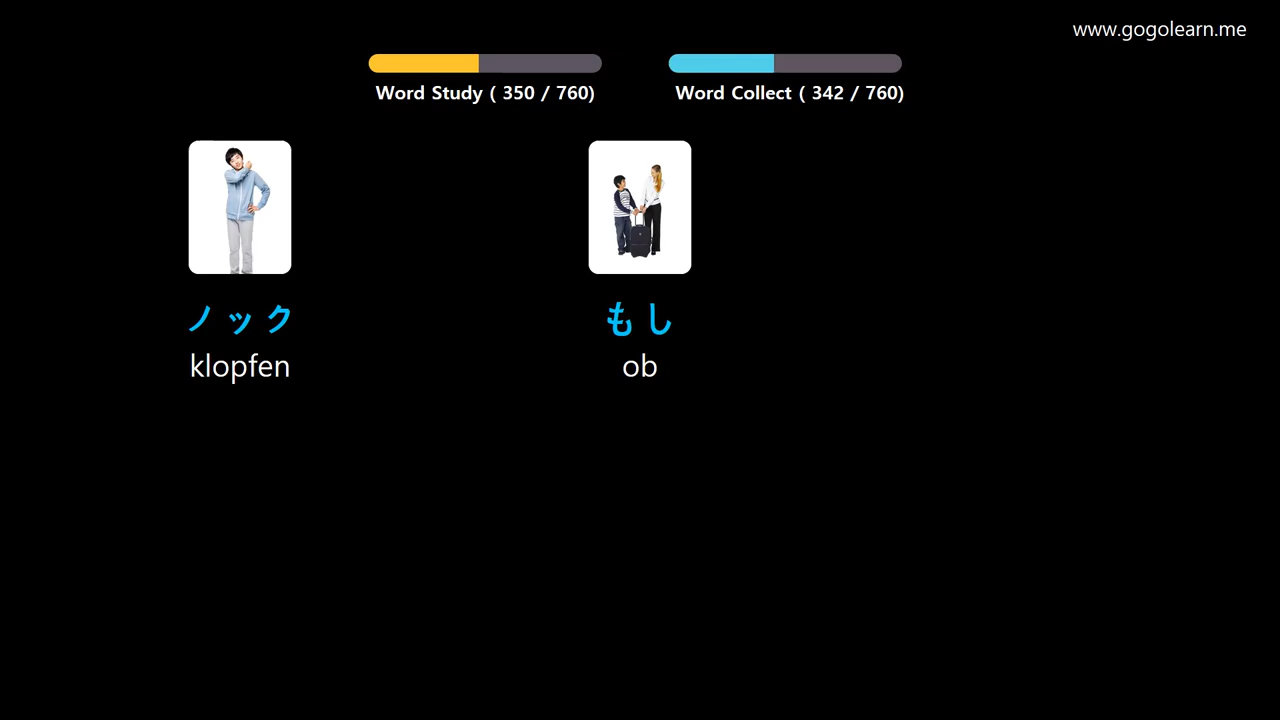 www.gogolearn.me
Word Study ( 350 / 760)
Word Collect ( 342 / 760)
ノック
klopfen
もし
ob